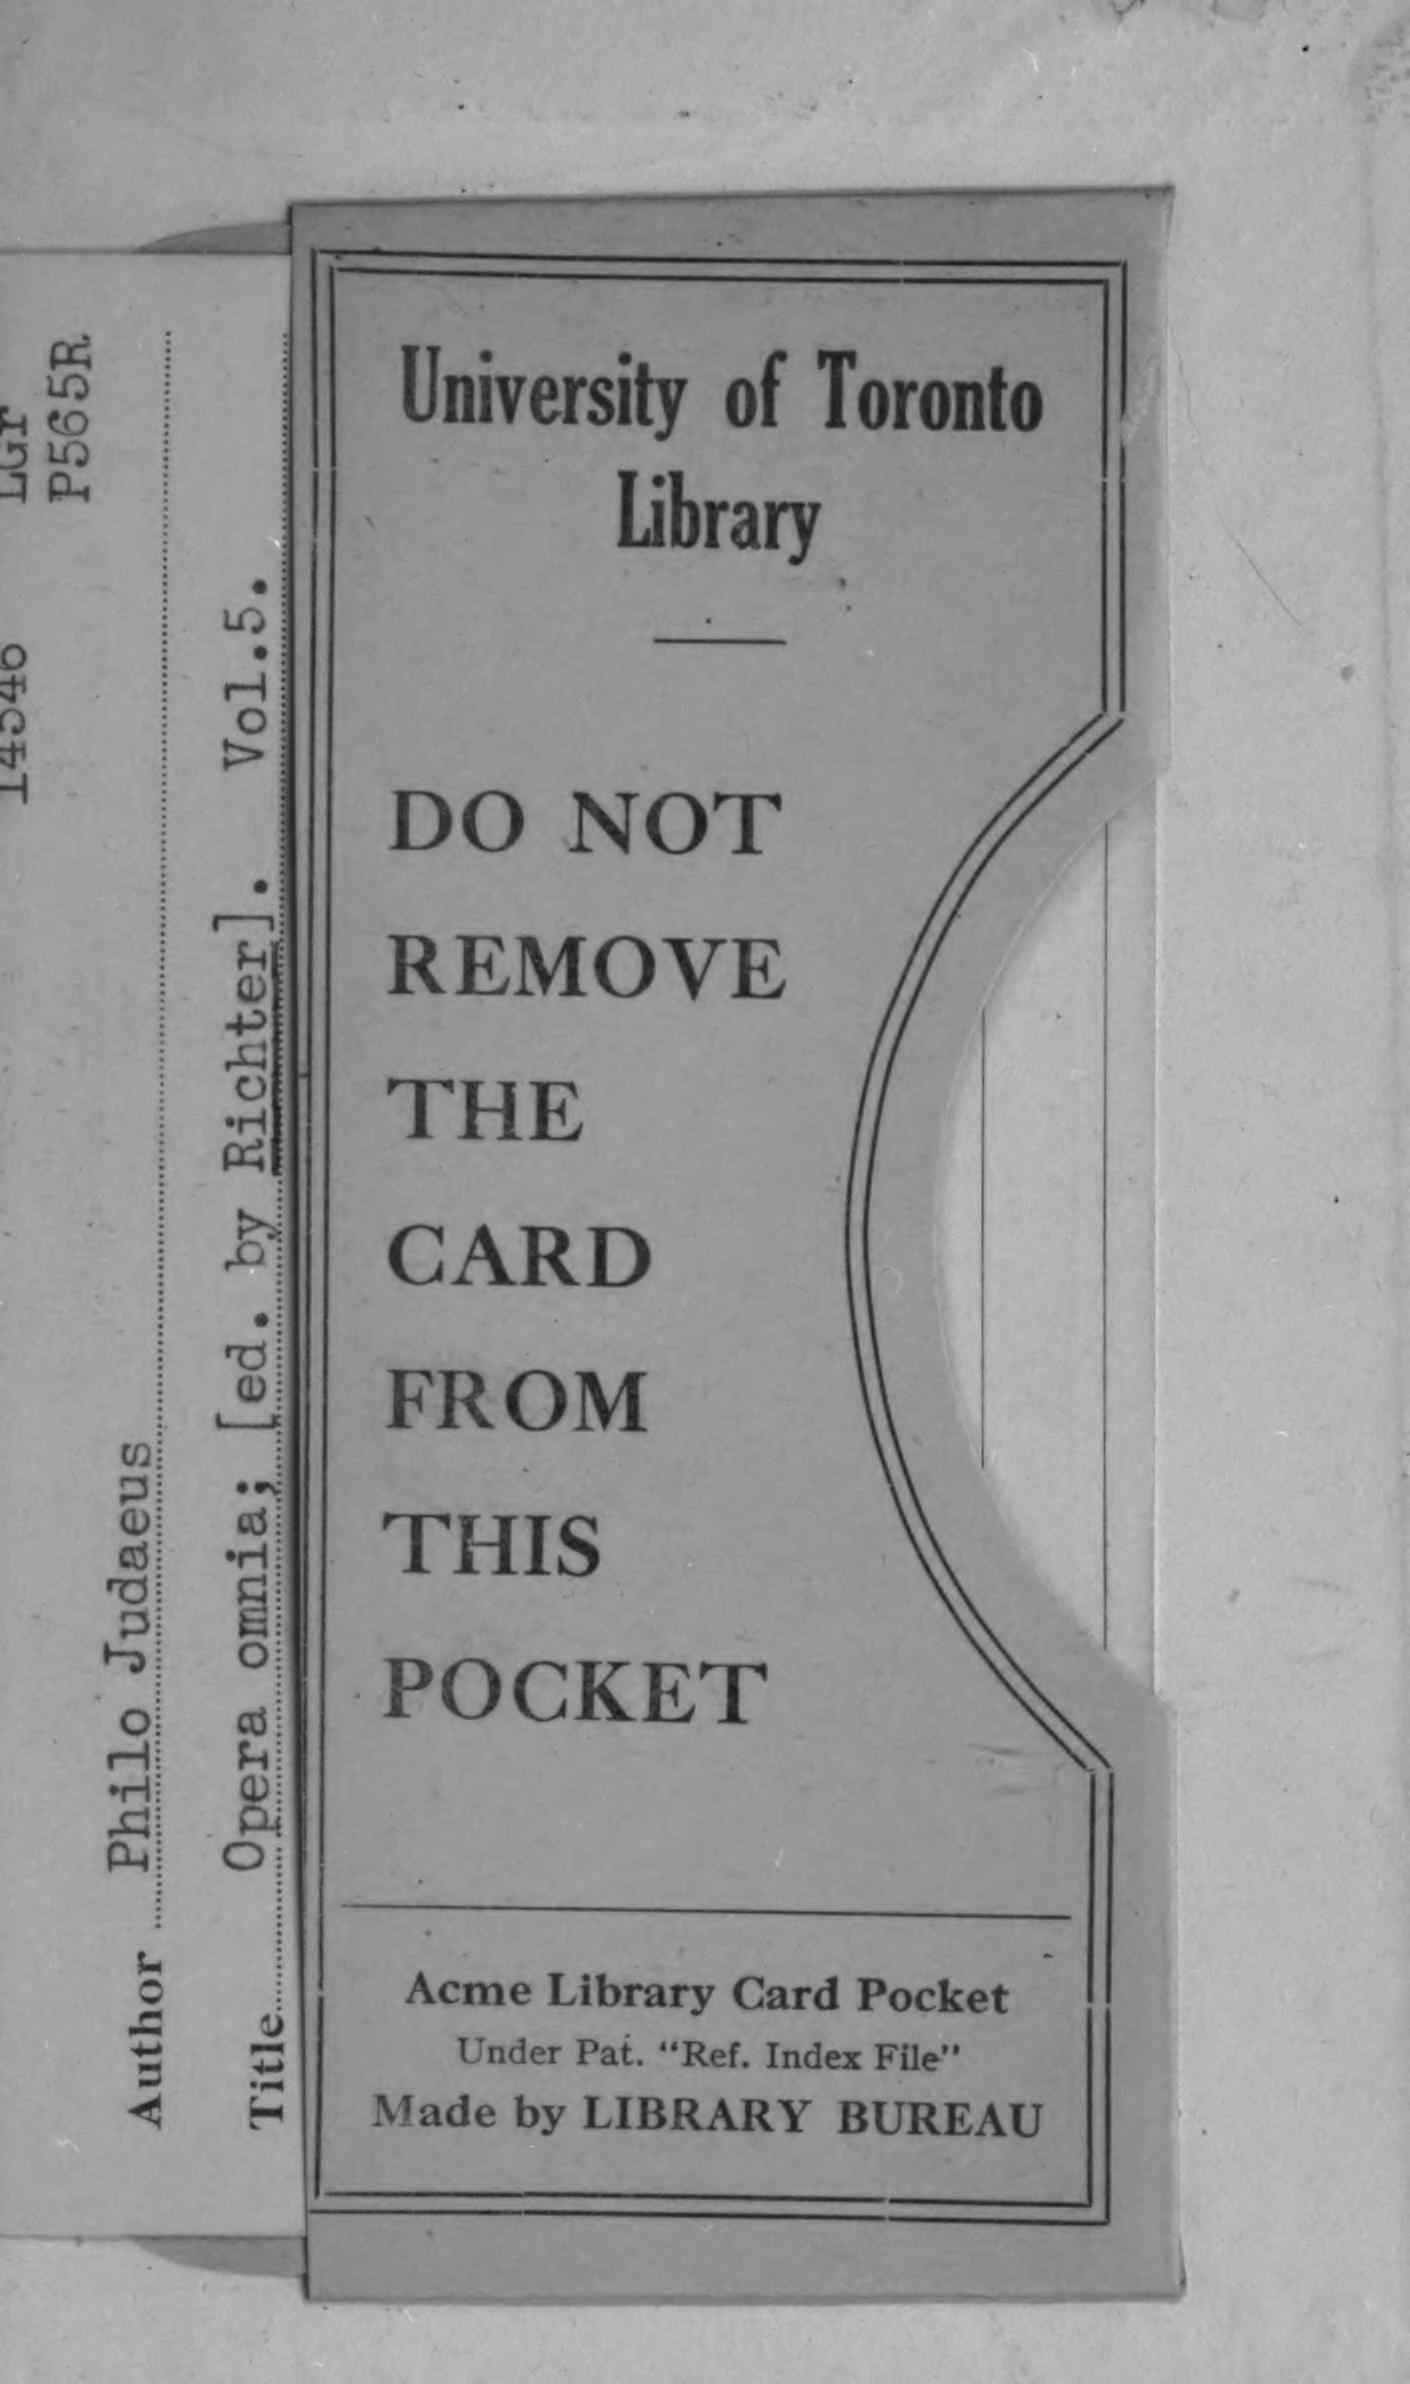 LGr
P565R
14546
Author Philo Judaeus
Title Opera omnia; [ed. by Richter]. Vol.5.
University of Toronto
Library
DO NOT
REMOVE
THE
CARD
FROM
THIS
POCKET
Acme Library Card Pocket
Under Pat. "Ref. Index File"
Made by LIBRARY BUREAU